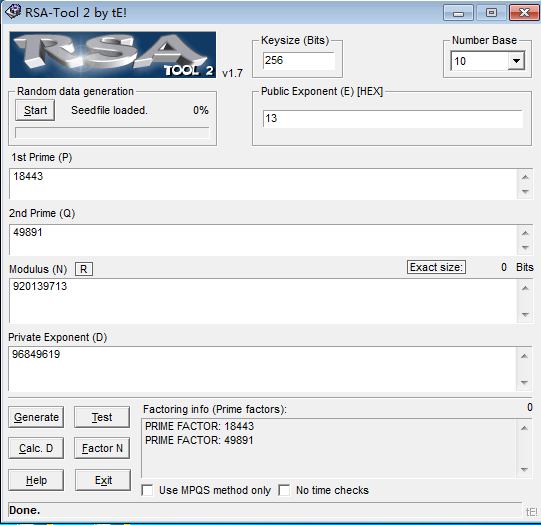 RSA-Tool 2 by tE!
RSA
TOOL 2
v1.7
Keysize (Bits)
256
Number Base
10
Random data generation
Start
Seedfile loaded.
0%
Public Exponent (E) [HEX]
13
1st Prime (P)
18443
2nd Prime (Q)
49891
Modulus (N)
R
Exact size:
0
Bits
920139713
Private Exponent (D)
96849619
Generate
Test
Calc. D
Factor N
Help
Exit
Factoring info (Prime factors):
0
PRIME FACTOR: 18443
PRIME FACTOR: 49891
Use MPQS method only
No time checks
Done.
tE!